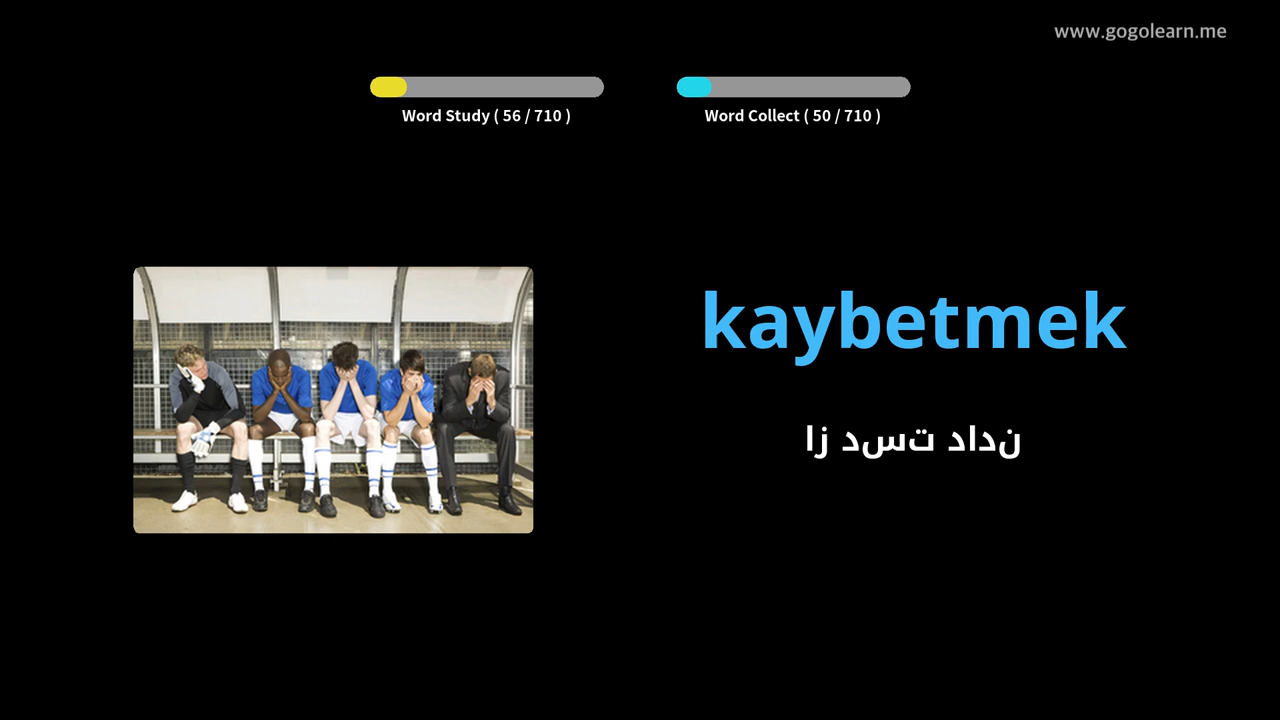 www.gogolearn.me
Word Study ( 56 / 710 )
Word Collect ( 50 / 710 )
kaybetmek
از دست دادن